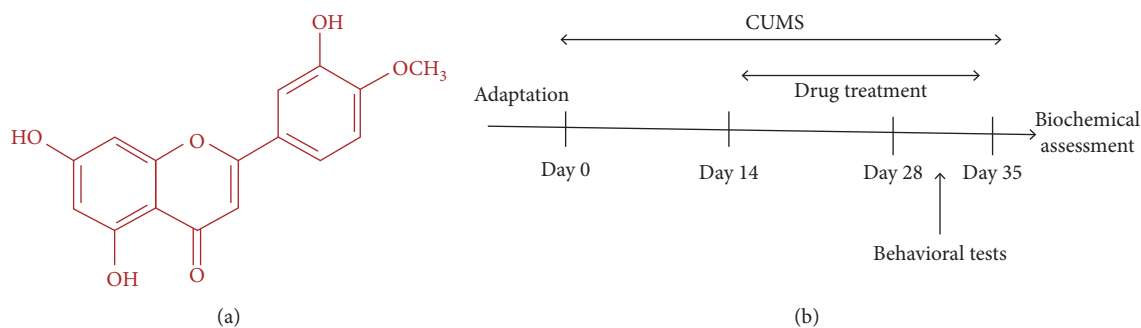 OH
OCH3
HO
O
OH
O
(a)
CUMS
Drug treatment
Adaptation
Biochemical
assessment
Day 0
Day 14
Day 28
Day 35
Behavioral tests
(b)